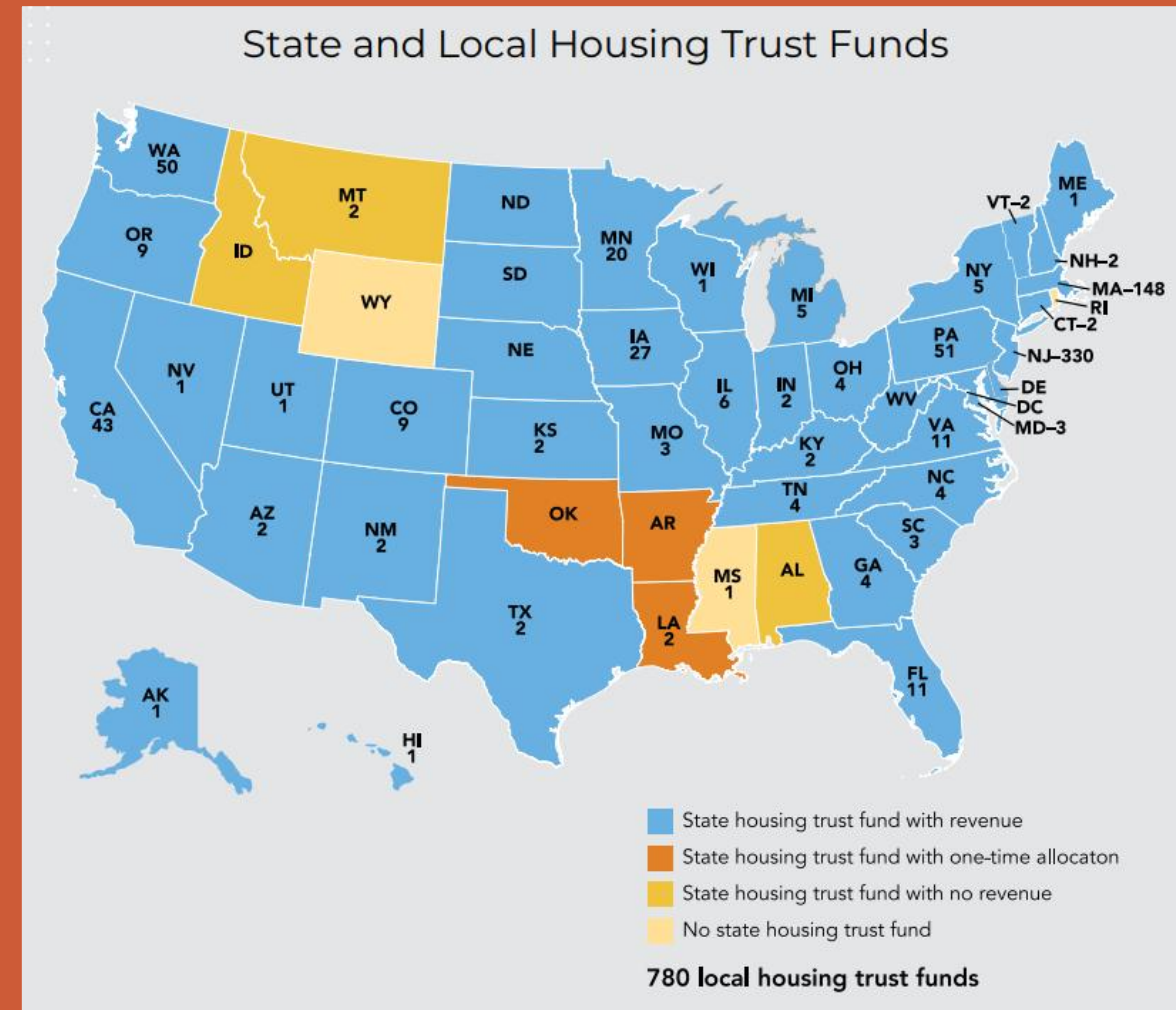 State and Local Housing Trust Funds
WA
50
OR
9
CA
43
NV
1
ID
MT
2
WY
UT
1
CO
9
AZ
2
NM
2
ND
SD
NE
KS
2
OK
TX
2
MN
20
IA
27
MO
3
AR
LA
2
WI
1
IL
6
MI
5
IN
2
OH
4
KY
2
TN
4
MS
1
AL
GA
4
FL
11
SC
3
NC
4
VA
11
WV
PA
51
NY
5
VT–2
ME
1
NH–2
MA–148
RI
CT–2
NJ–330
DE
DC
MD–3
AK
1
HI
1
State housing trust fund with revenue
State housing trust fund with one-time allocaton
State housing trust fund with no revenue
No state housing trust fund
780 local housing trust funds